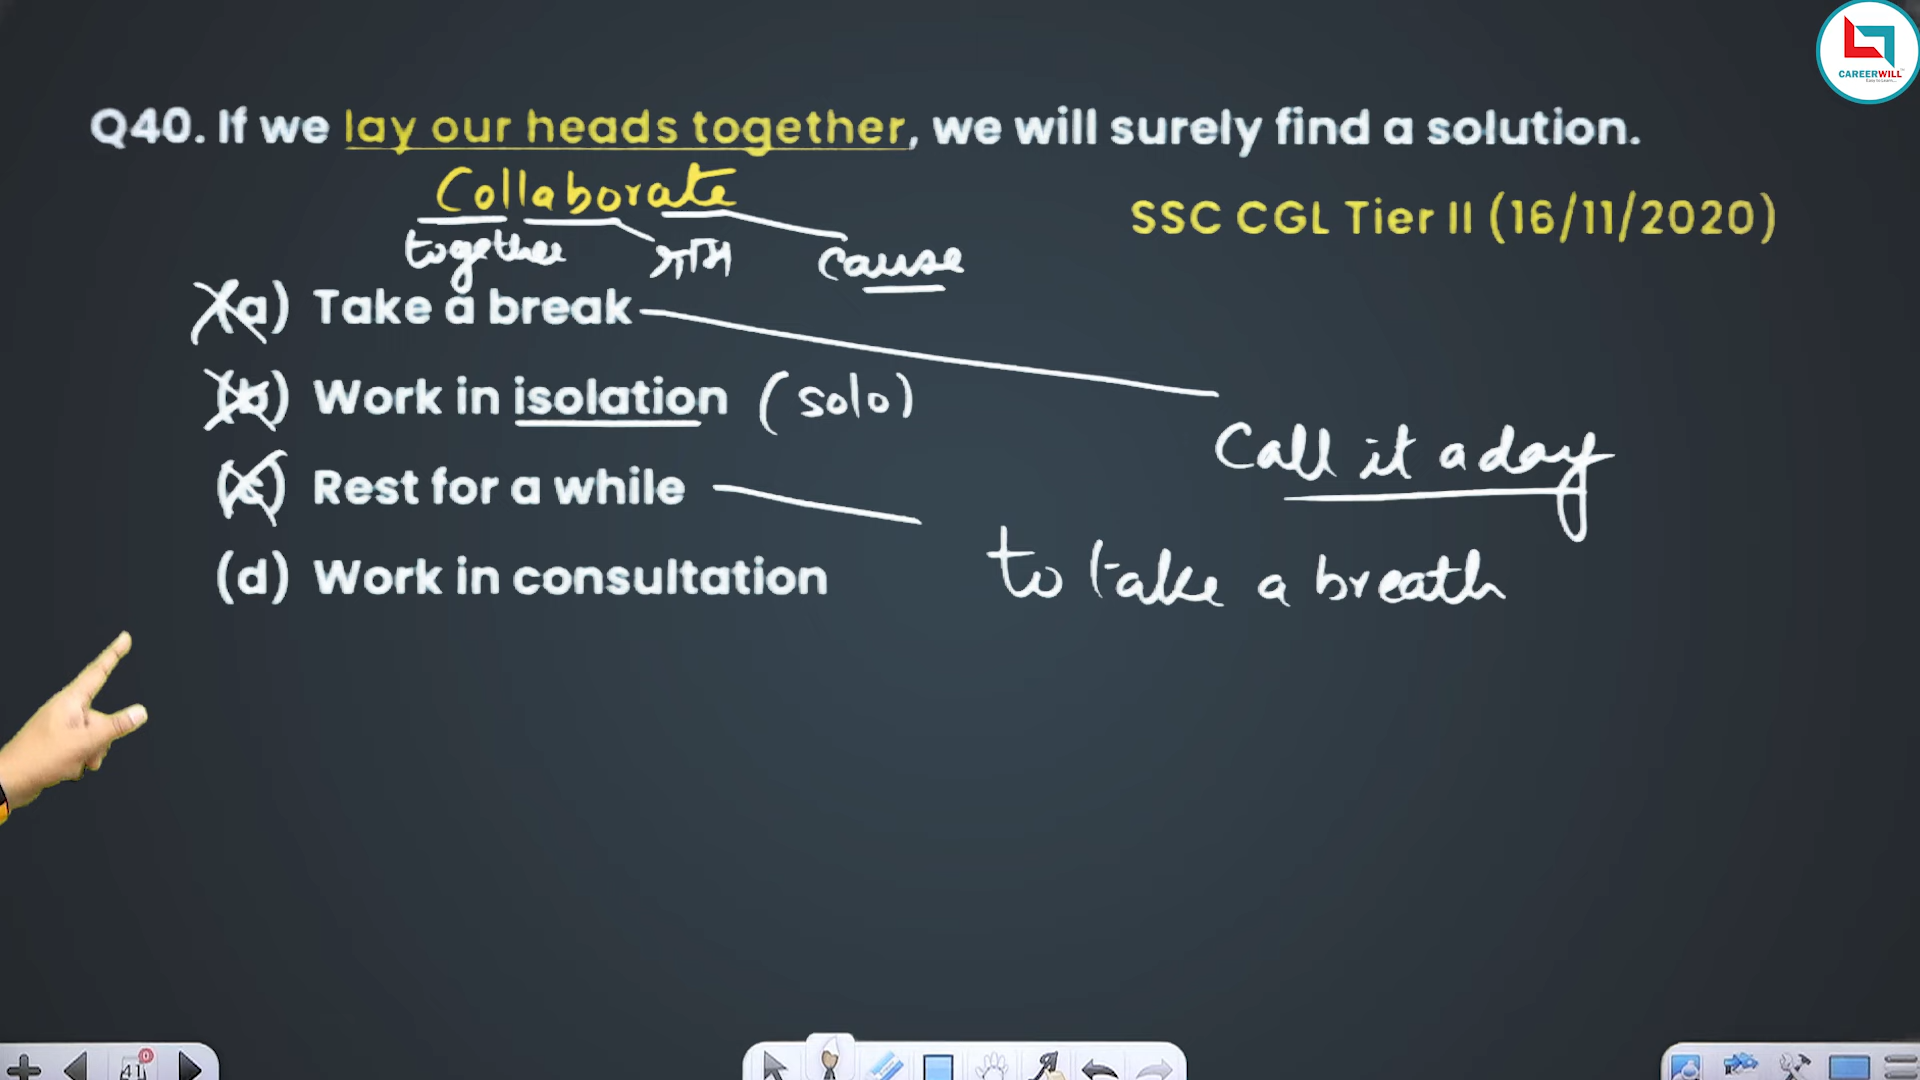 CAREERWILL
Q40. If we lay our heads together, we will surely find a solution.
Collaborate
SSC CGL Tier II (16/11/2020)
together
cause
(a) Take a break
(b) Work in isolation (solo)
Call it a day
(c) Rest for a while
(d) Work in consultation
to take a breath
41
0